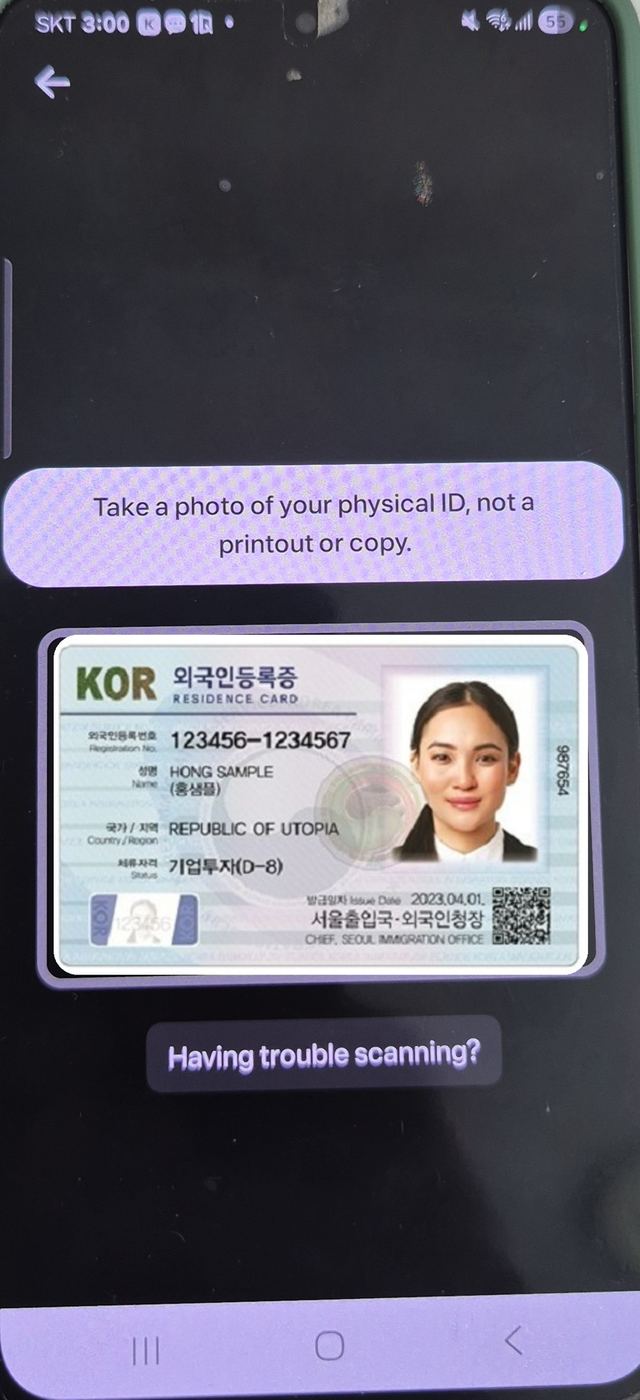 SKT 3:00
55
Take a photo of your physical ID, not a
printout or copy.
KOR 외국인등록증
RESIDENCE CARD
외국인등록번호 123456-1234567
Registration No.
성명 HONG SAMPLE
Name (홍샘플)
국가 / 지역 REPUBLIC OF UTOPIA
Country / Region
체류자격 기업투자(D-8)
Status
987654
KOR 123456
발급일자 Issue Date 2023.04.01.
서울출입국·외국인청장
CHIEF, SEOUL IMMIGRATION OFFICE
Having trouble scanning?